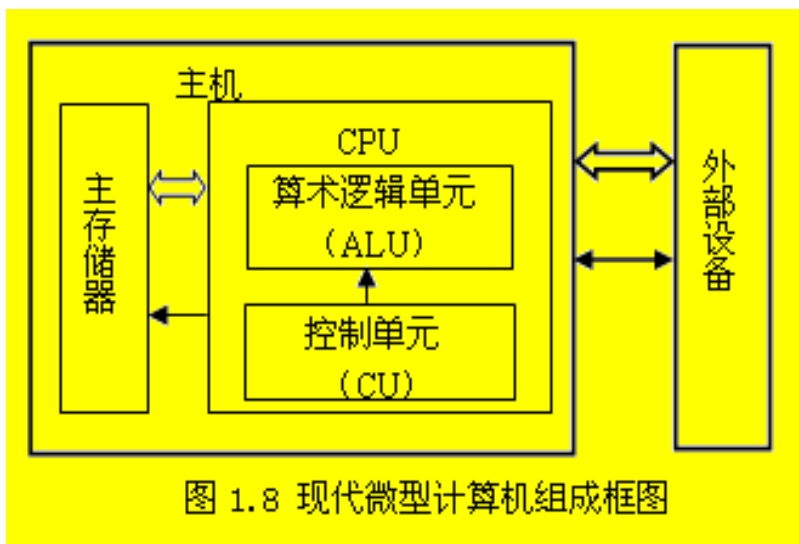 主机
CPU
算术逻辑单元
(ALU)
控制单元
(CU)
主存储器
外部设备
图 1.8 现代微型计算机组成框图